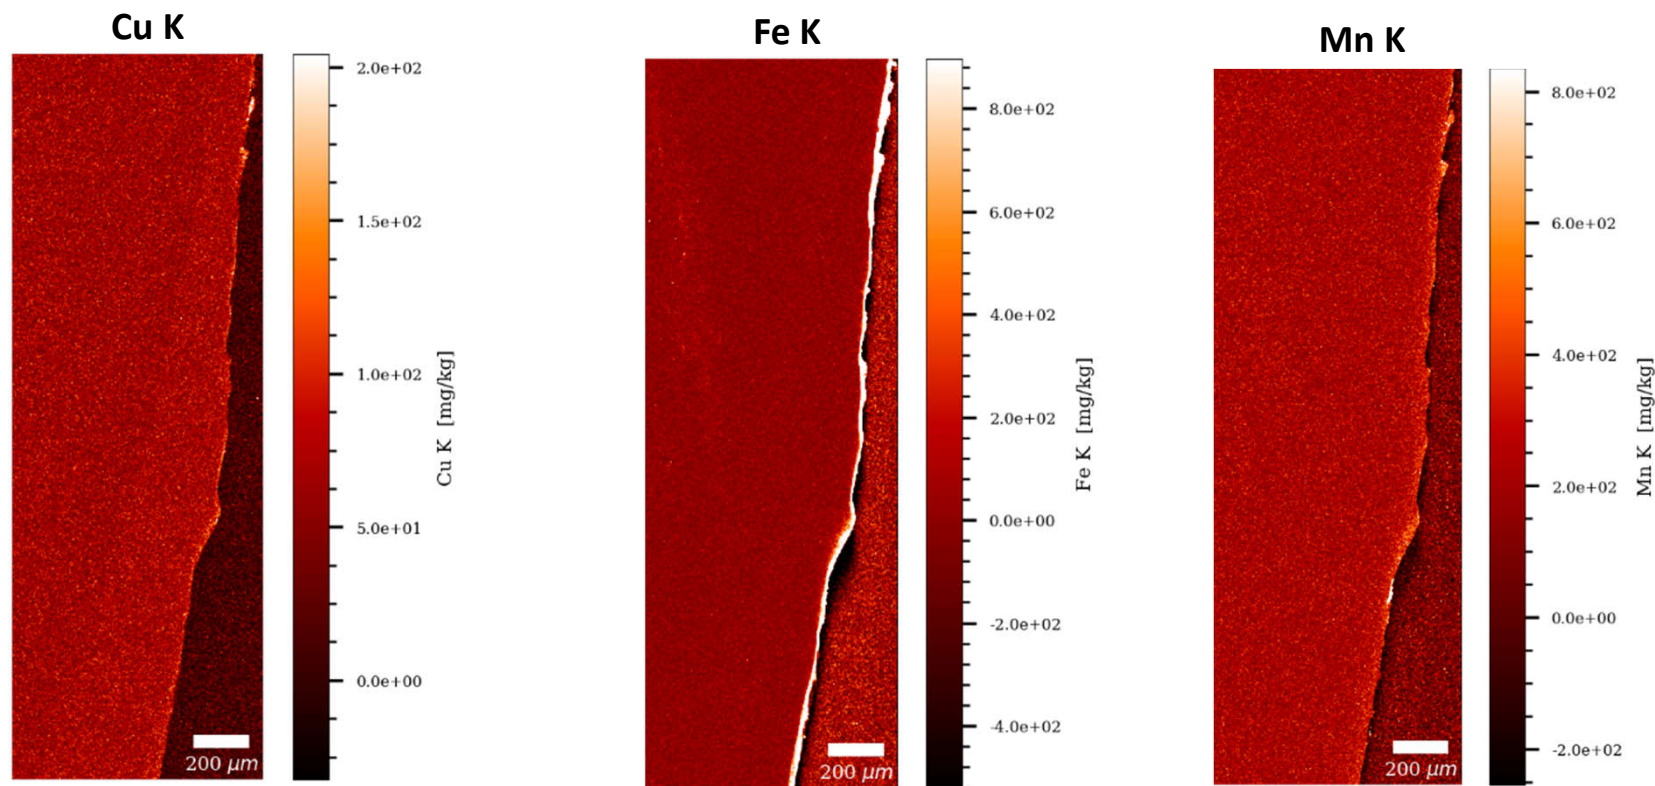 Cu K
2.0e+02
1.5e+02
1.0e+02
5.0e+01
0.0e+00
Cu K [mg/kg]
200 μm
Fe K
8.0e+02
6.0e+02
4.0e+02
2.0e+02
0.0e+00
-2.0e+02
-4.0e+02
Fe K [mg/kg]
200 μm
Mn K
8.0e+02
6.0e+02
4.0e+02
2.0e+02
0.0e+00
-2.0e+02
Mn K [mg/kg]
200 μm